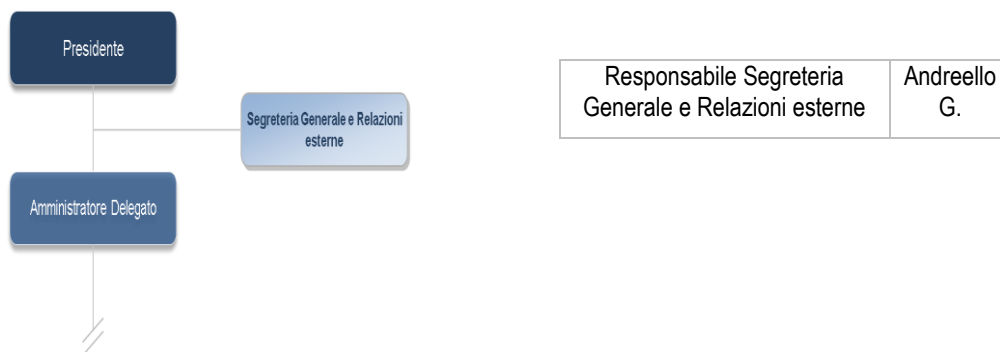 Presidente
Segreteria Generale e Relazioni
esterne
Amministratore Delegato
Responsabile Segreteria
Generale e Relazioni esterne
Andreello
G.